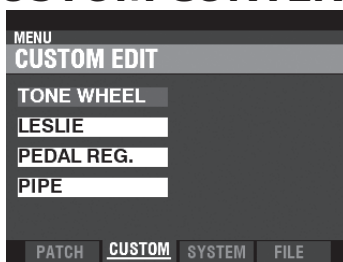 MENU
CUSTOM EDIT
TONE WHEEL
LESLIE
PEDAL REG.
PIPE
PATCH CUSTOM SYSTEM FILE